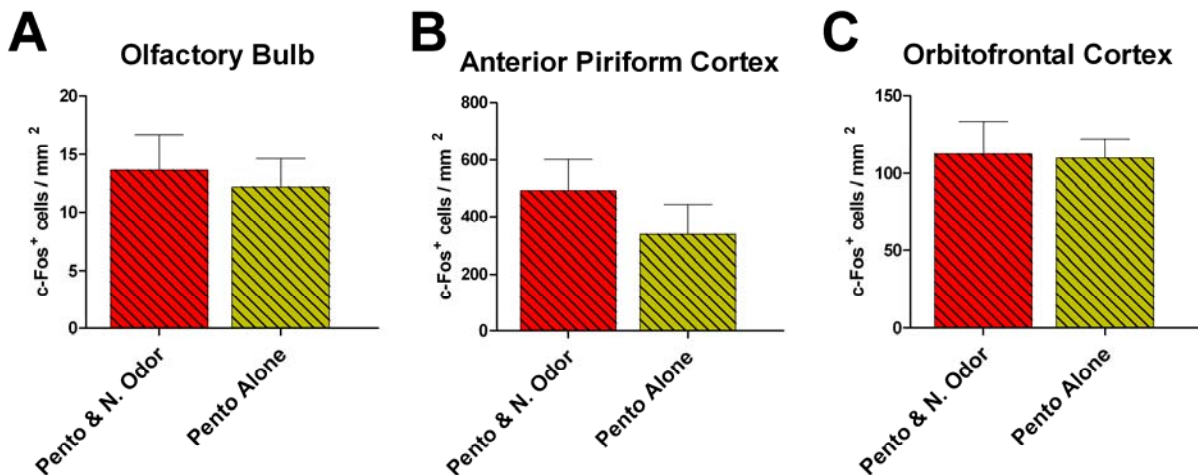 A
Olfactory Bulb
c-Fos⁺ cells / mm ²
20
15
10
5
0
Pento & N. Odor
Pento Alone
B
Anterior Piriform Cortex
c-Fos⁺ cells / mm ²
800
600
400
200
0
Pento & N. Odor
Pento Alone
C
Orbitofrontal Cortex
c-Fos⁺ cells / mm ²
150
100
50
0
Pento & N. Odor
Pento Alone